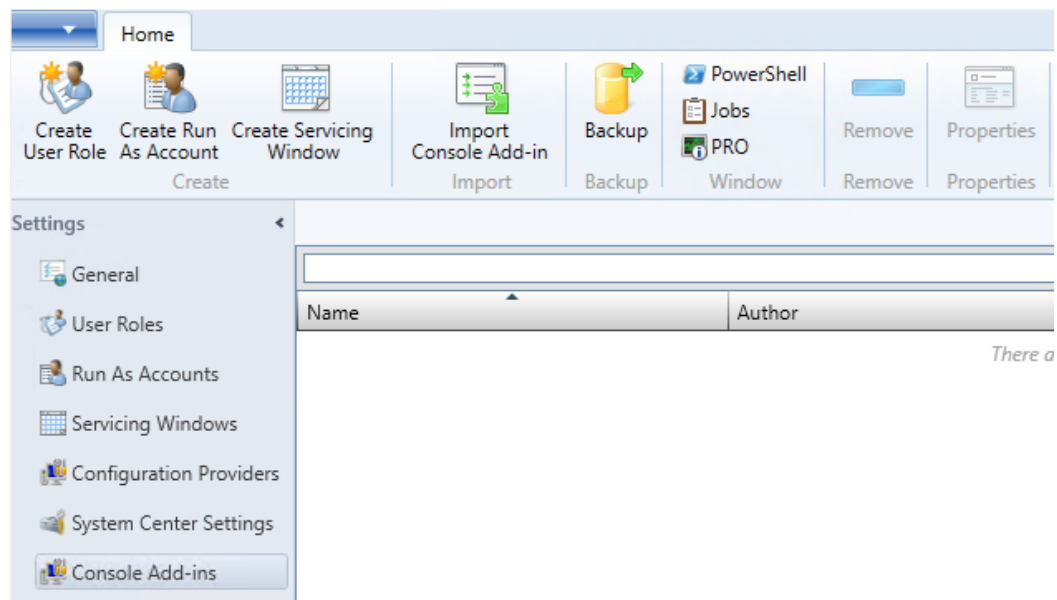 Home
Create
User Role
Create Run
As Account
Create Servicing
Window
Import
Console Add-in
Backup
PowerShell
Jobs
PRO
Remove
Properties
Create
Import
Backup
Window
Remove
Properties
Settings
General
User Roles
Run As Accounts
Servicing Windows
Configuration Providers
System Center Settings
Console Add-ins
Name
Author
There a